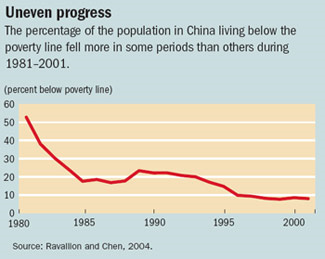 Uneven progress
The percentage of the population in China living below the
poverty line fell more in some periods than others during
1981–2001.
(percent below poverty line)
60
50
40
30
20
10
0
1980 1985 1990 1995 2000
Source: Ravallion and Chen, 2004.